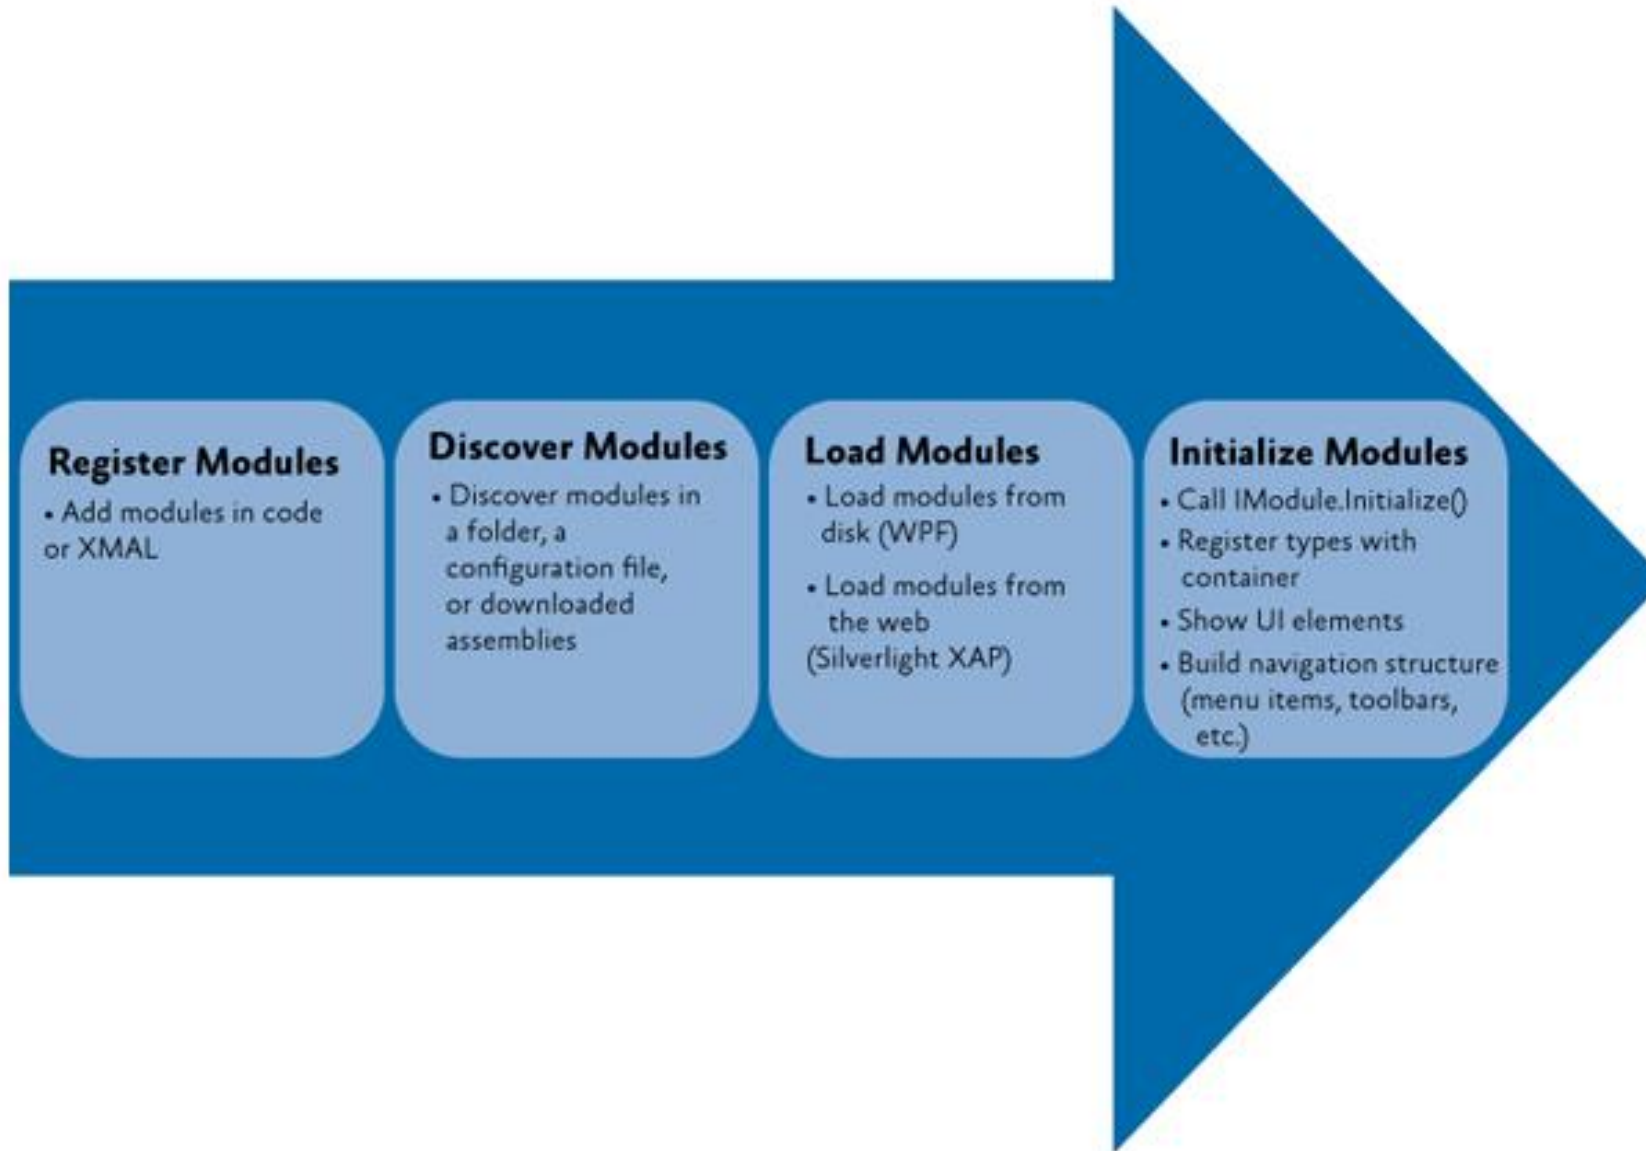 Register Modules
• Add modules in code
or XMAL
Discover Modules
• Discover modules in
a folder, a
configuration file,
or downloaded
assemblies
Load Modules
• Load modules from
disk (WPF)
• Load modules from
the web
(Silverlight XAP)
Initialize Modules
• Call IModule.Initialize()
• Register types with
container
• Show UI elements
• Build navigation structure
(menu items, toolbars,
etc.)